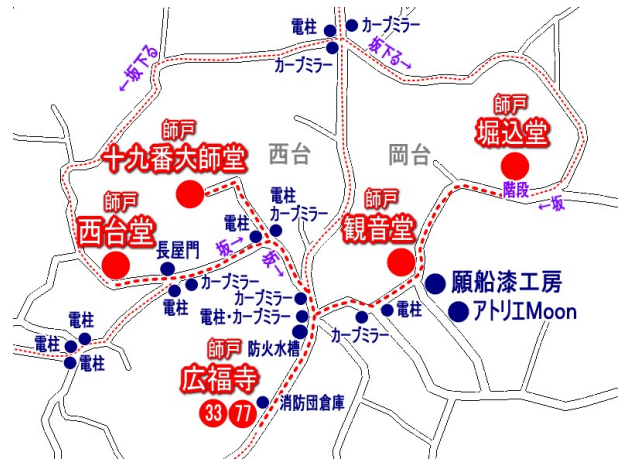 電柱
カーブミラー
カーブミラー
←坂下る
坂下る→
師戸
堀込堂
師戸
十九番大師堂
西台
岡台
階段
←坂
師戸
西台堂
電柱
カーブミラー
師戸
観音堂
坂→
坂→
長屋門
カーブミラー
電柱
願船漆工房
アトリエMoon
カーブミラー
電柱・カーブミラー
電柱
カーブミラー
防火水槽
電柱
電柱
電柱
師戸
広福寺
33
77
消防団倉庫